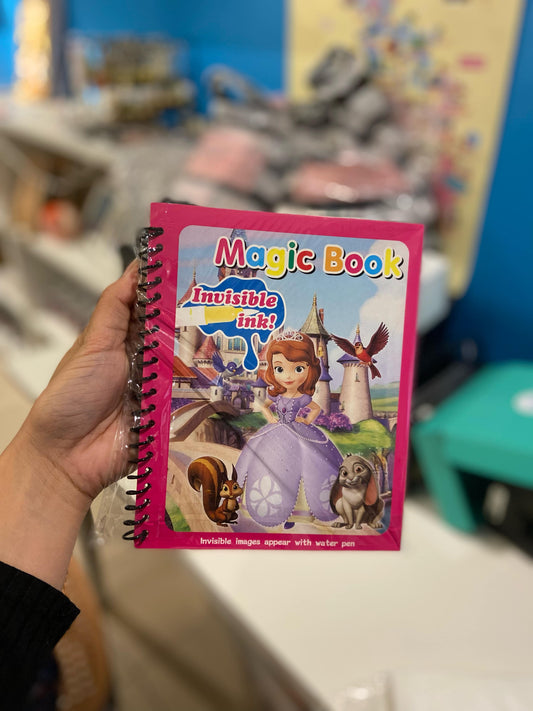 Magic Book
Invisible
ink!
Invisible images appear with water pen